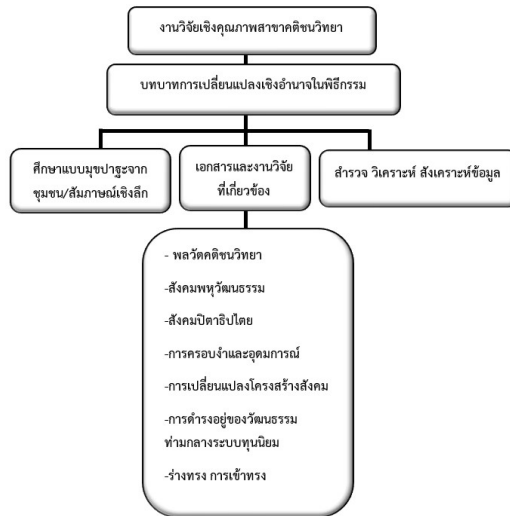 งานวิจัยเชิงคุณภาพสาขาคติชนวิทยา
บทบาทการเปลี่ยนแปลงเชิงอำนาจในพิธีกรรม
ศึกษาแบบมุขปาฐะจาก
ชุมชน/สัมภาษณ์เชิงลึก
เอกสารและงานวิจัย
ที่เกี่ยวข้อง
สำรวจ วิเคราะห์ สังเคราะห์ข้อมูล
- พลวัตคติชนวิทยา
-สังคมพหุวัฒนธรรม
-สังคมปิตาธิปไตย
-การครอบงำและอุดมการณ์
-การเปลี่ยนแปลงโครงสร้างสังคม
-การดำรงอยู่ของวัฒนธรรม
ท่ามกลางระบบทุนนิยม
-ร่างทรง การเข้าทรง